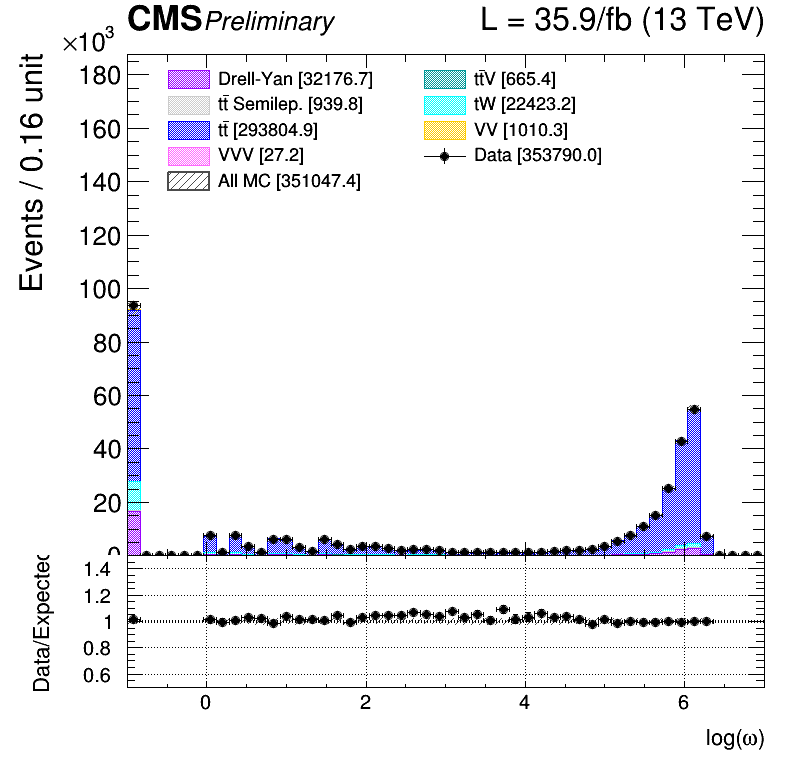 CMS Preliminary L = 35.9/fb (13 TeV)
×10³
Events / 0.16 unit
180
160
140
120
100
80
60
40
20
0
Drell-Yan [32176.7]
tt̄ Semilep. [939.8]
tt̄ [293804.9]
VVV [27.2]
All MC [351047.4]
tt̄V [665.4]
tW [22423.2]
VV [1010.3]
Data [353790.0]
Data/Expected
1.4
1.2
1
0.8
0.6
0 2 4 6
log(ω)